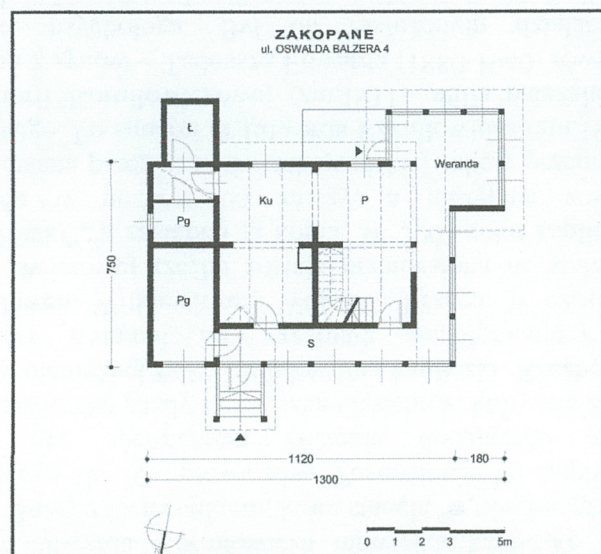 ZAKOPANE
ul. OSWALDA BALZERA 4
Ł
Weranda
Ku
P
Pg
Pg
750
S
1120
180
1300
0 1 2 3 5m